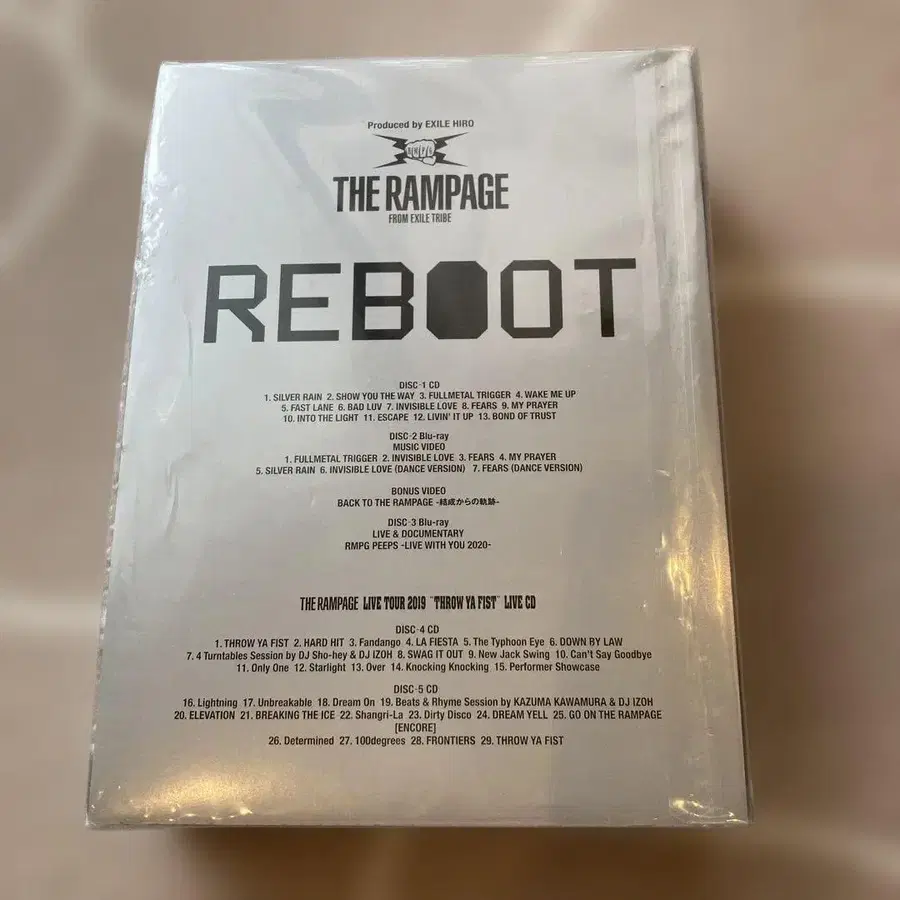 Produced by EXILE HIRO
RMPG
THE RAMPAGE
FROM EXILE TRIBE
REBOOT
DISC-1 CD
1. SILVER RAIN 2. SHOW YOU THE WAY 3. FULLMETAL TRIGGER 4. WAKE ME UP
5. FAST LANE 6. BAD LUV 7. INVISIBLE LOVE 8. FEARS 9. MY PRAYER
10. INTO THE LIGHT 11. ESCAPE 12. LIVIN' IT UP 13. BOND OF TRUST
DISC-2 Blu-ray
MUSIC VIDEO
1. FULLMETAL TRIGGER 2. INVISIBLE LOVE 3. FEARS 4. MY PRAYER
5. SILVER RAIN 6. INVISIBLE LOVE (DANCE VERSION) 7. FEARS (DANCE VERSION)
BONUS VIDEO
BACK TO THE RAMPAGE -結成からの軌跡-
DISC-3 Blu-ray
LIVE & DOCUMENTARY
RMPG PEEPS -LIVE WITH YOU 2020-
THE RAMPAGE LIVE TOUR 2019 "THROW YA FIST" LIVE CD
DISC-4 CD
1. THROW YA FIST 2. HARD HIT 3. Fandango 4. LA FIESTA 5. The Typhoon Eye 6. DOWN BY LAW
7. 4 Turntables Session by DJ Sho-hey & DJ IZOH 8. SWAG IT OUT 9. New Jack Swing 10. Can't Say Goodbye
11. Only One 12. Starlight 13. Over 14. Knocking Knocking 15. Performer Showcase
DISC-5 CD
16. Lightning 17. Unbreakable 18. Dream On 19. Beats & Rhyme Session by KAZUMA KAWAMURA & DJ IZOH
20. ELEVATION 21. BREAKING THE ICE 22. Shangri-La 23. Dirty Disco 24. DREAM YELL 25. GO ON THE RAMPAGE
[ENCORE]
26. Determined 27. 100degrees 28. FRONTIERS 29. THROW YA FIST